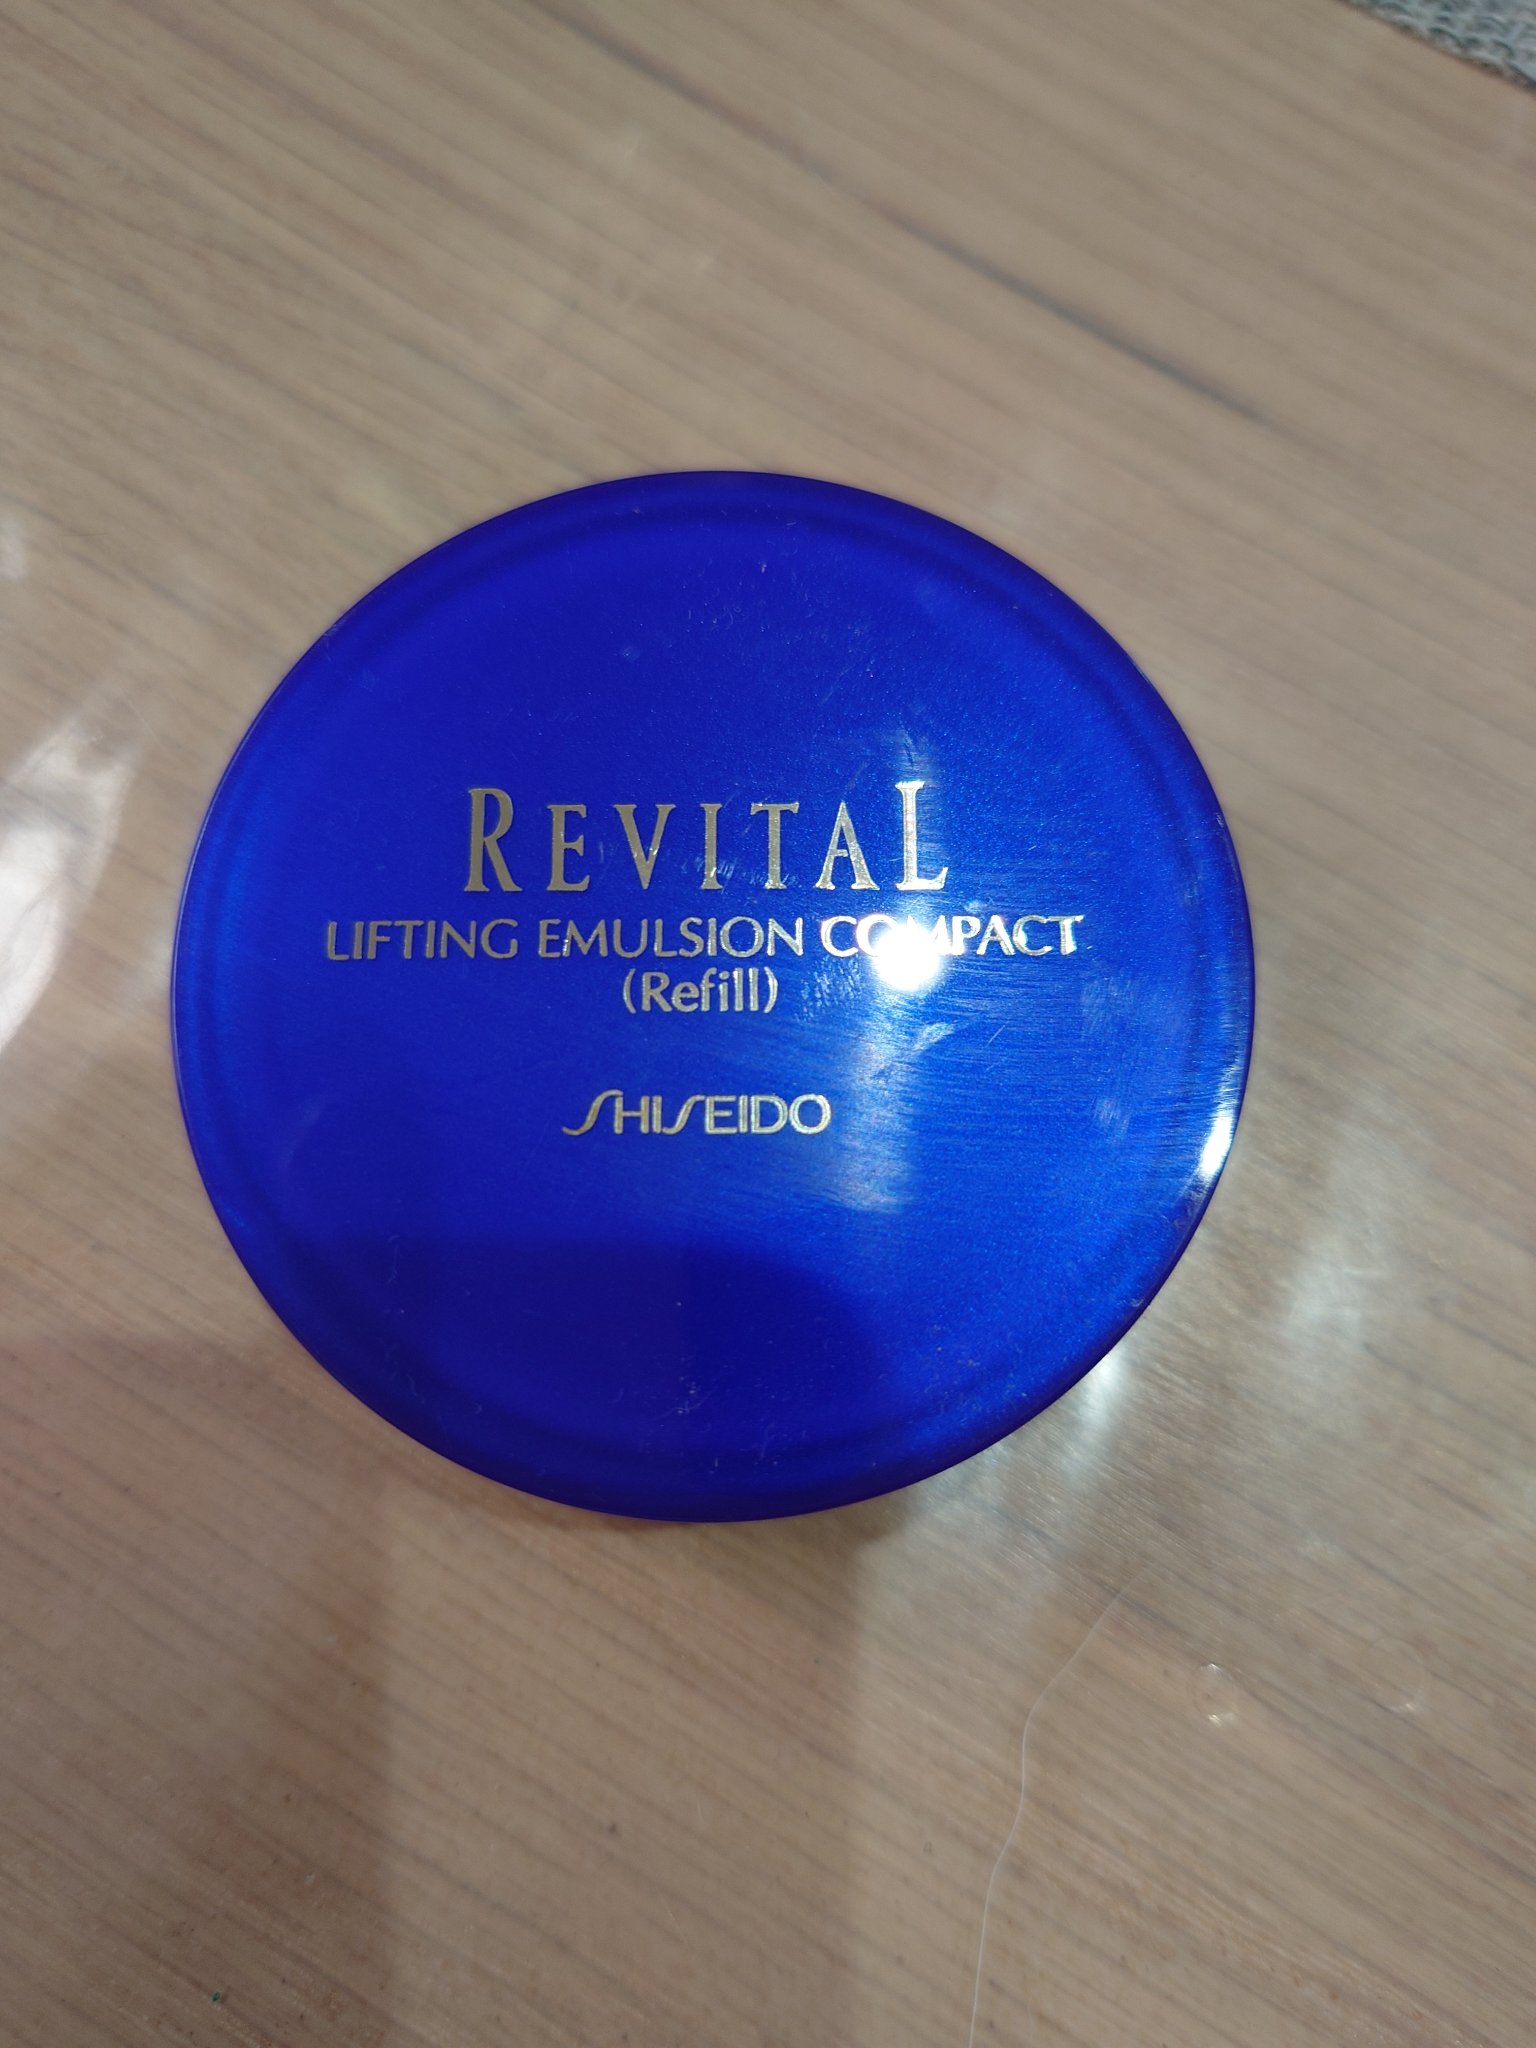 REVITAL
LIFTING EMULSION COMPACT
(Refill)
SHISEIDO